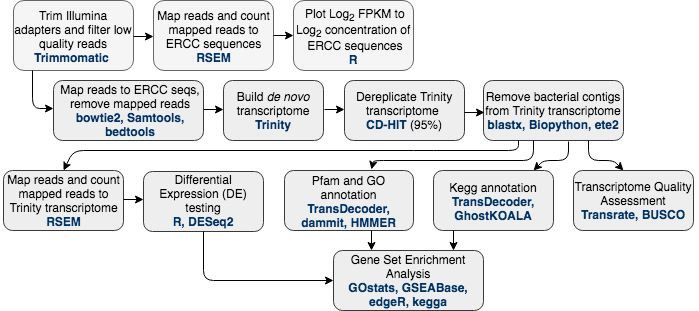 Trim Illumina
adapters and filter low
quality reads
Trimmomatic
Map reads and count
mapped reads to
ERCC sequences
RSEM
Plot Log₂ FPKM to
Log₂ concentration of
ERCC sequences
R
Map reads to ERCC seqs,
remove mapped reads
bowtie2, Samtools,
bedtools
Build de novo
transcriptome
Trinity
Dereplicate Trinity
transcriptome
CD-HIT (95%)
Remove bacterial contigs
from Trinity transcriptome
blastx, Biopython, ete2
Map reads and count
mapped reads to
Trinity transcriptome
RSEM
Differential
Expression (DE)
testing
R, DESeq2
Pfam and GO
annotation
TransDecoder,
dammit, HMMER
Kegg annotation
TransDecoder,
GhostKOALA
Transcriptome Quality
Assessment
Transrate, BUSCO
Gene Set Enrichment
Analysis
GOstats, GSEABase,
edgeR, kegga